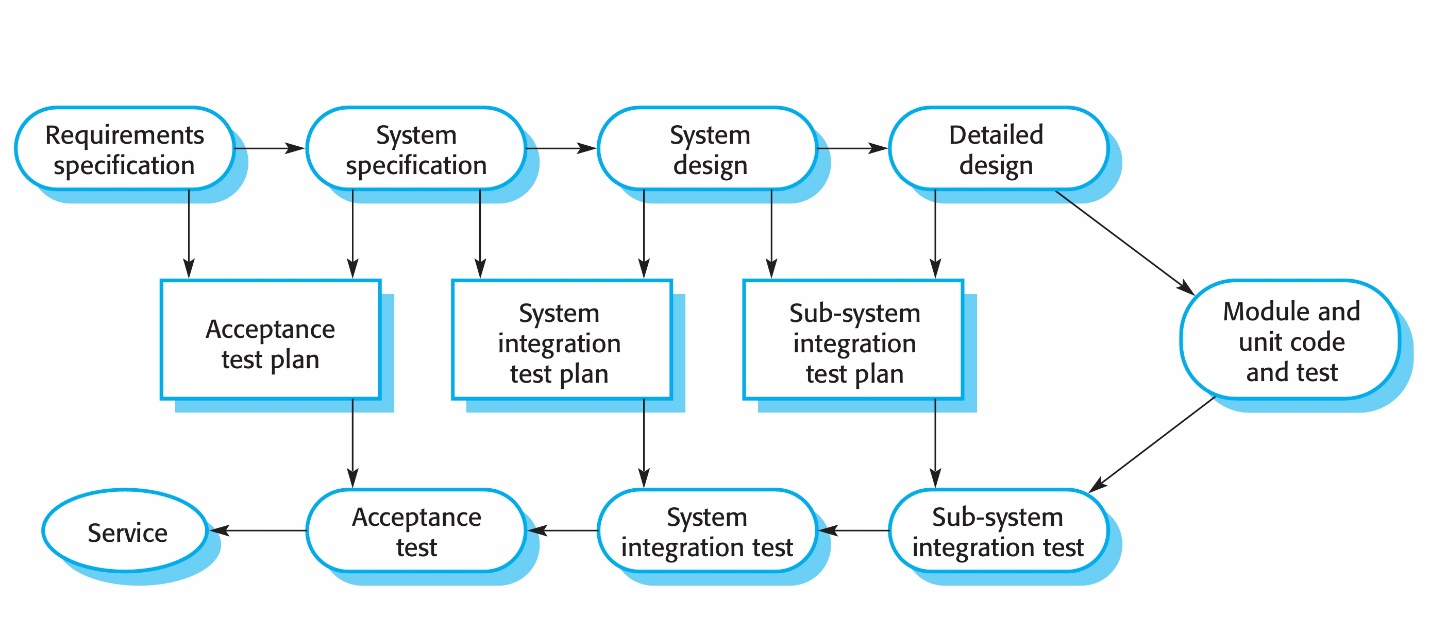 Requirements
specification
System
specification
System
design
Detailed
design
Acceptance
test plan
System
integration
test plan
Sub-system
integration
test plan
Module and
unit code
and test
Service
Acceptance
test
System
integration test
Sub-system
integration test